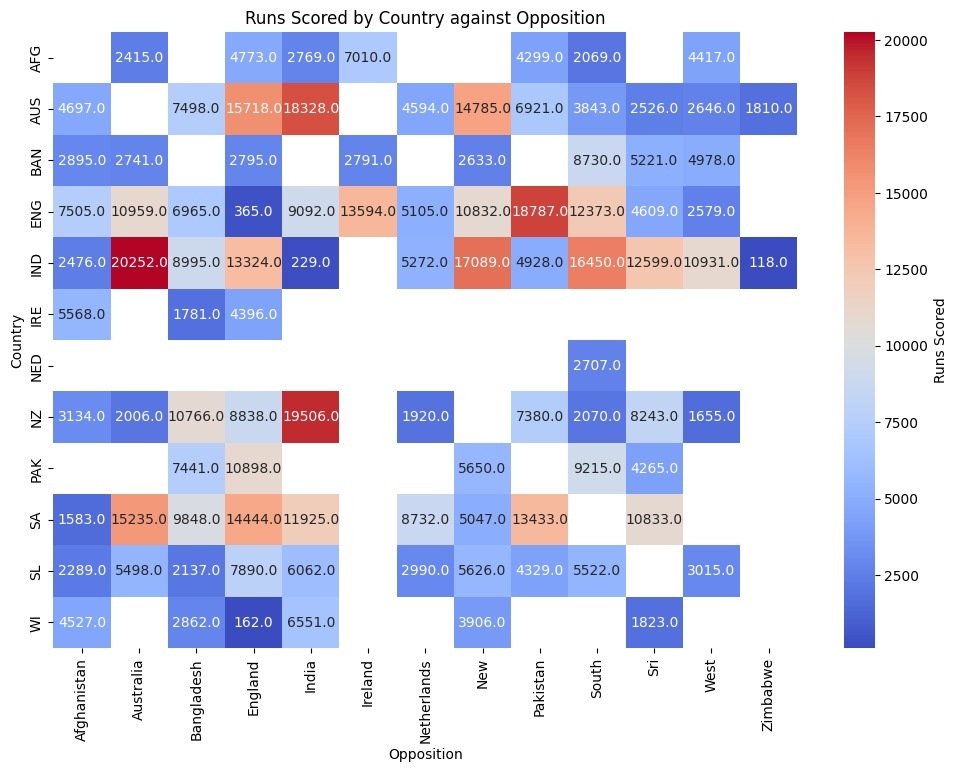 Runs Scored by Country against Opposition
AFG 2415.0 4773.0 2769.0 7010.0 4299.0 2069.0 4417.0
AUS 4697.0 7498.0 15718.0 18328.0 4594.0 14785.0 6921.0 3843.0 2526.0 2646.0 1810.0
BAN 2895.0 2741.0 2795.0 2791.0 2633.0 8730.0 5221.0 4978.0
ENG 7505.0 10959.0 6965.0 365.0 9092.0 13594.0 5105.0 10832.0 18787.0 12373.0 4609.0 2579.0
IND 2476.0 20252.0 8995.0 13324.0 229.0 5272.0 17089.0 4928.0 16450.0 12599.0 10931.0 118.0
IRE 5568.0 1781.0 4396.0
NED 2707.0
NZ 3134.0 2006.0 10766.0 8838.0 19506.0 1920.0 7380.0 2070.0 8243.0 1655.0
PAK 7441.0 10898.0 5650.0 9215.0 4265.0
SA 1583.0 15235.0 9848.0 14444.0 11925.0 8732.0 5047.0 13433.0 10833.0
SL 2289.0 5498.0 2137.0 7890.0 6062.0 2990.0 5626.0 4329.0 5522.0 3015.0
WI 4527.0 2862.0 162.0 6551.0 3906.0 1823.0
Country
Afghanistan Australia Bangladesh England India Ireland Netherlands New Pakistan South Sri West Zimbabwe
Opposition
20000
17500
15000
12500
10000
7500
5000
2500
Runs Scored